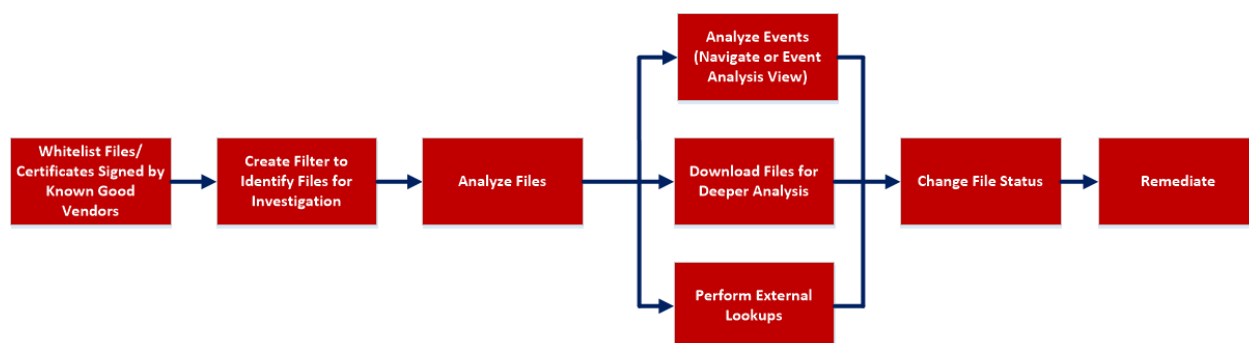 Whitelist Files/
Certificates Signed by
Known Good
Vendors
Create Filter to
Identify Files for
Investigation
Analyze Files
Analyze Events
(Navigate or Event
Analysis View)
Download Files for
Deeper Analysis
Perform External
Lookups
Change File Status
Remediate